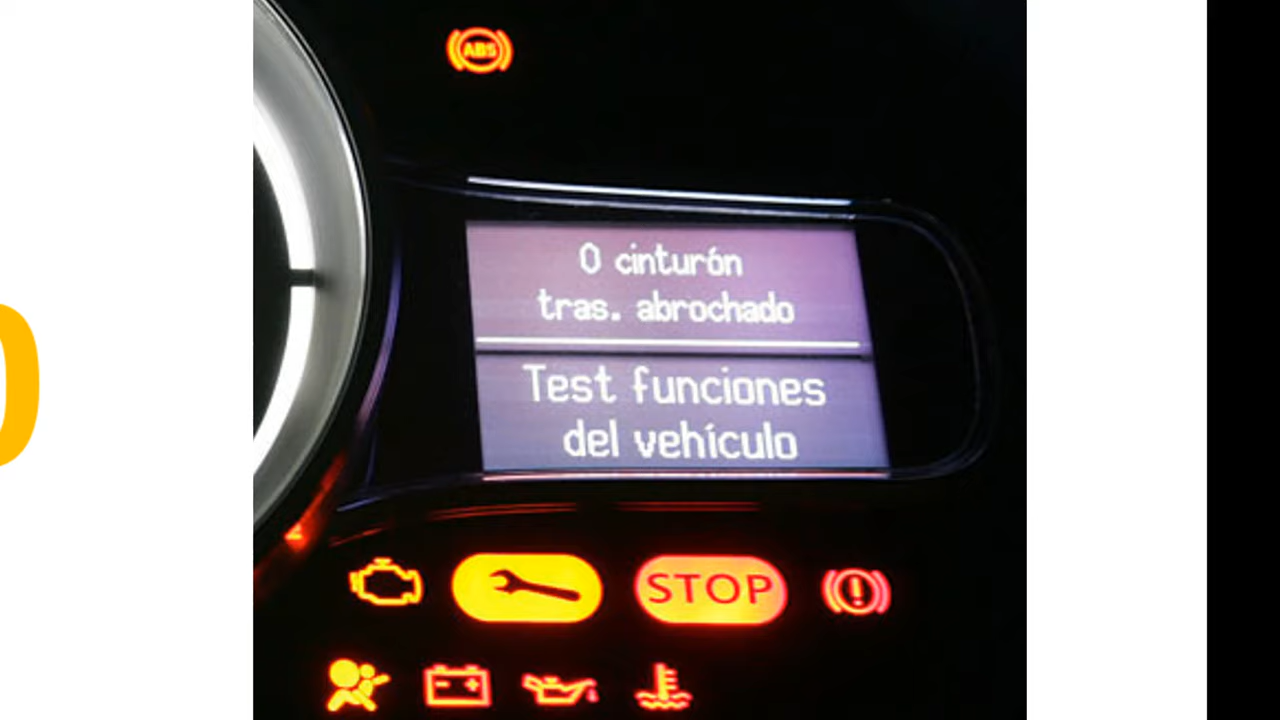 ABS
0 cinturón
tras. abrochado
Test funciones
del vehículo
STOP